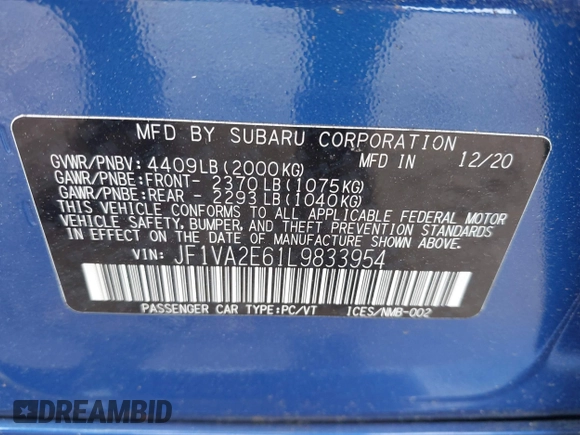 MFD BY SUBARU CORPORATION
GVWR/PNBV: 4409LB(2000KG) MFD IN 12/20
GAWR/PNBE:FRONT- 2370LB(1075KG)
GAWR/PNBE:REAR - 2293LB(1040KG)
THIS VEHICLE CONFORMS TO ALL APPLICABLE FEDERAL MOTOR
VEHICLE SAFETY, BUMPER, AND THEFT PREVENTION
STANDARDS IN EFFECT ON THE DATE OF MANUFACTURE SHOWN ABOVE.
VIN: JF1VA2E61L9833954
PASSENGER CAR TYPE:PC/VT ICES/NMB-002
DREAMBID